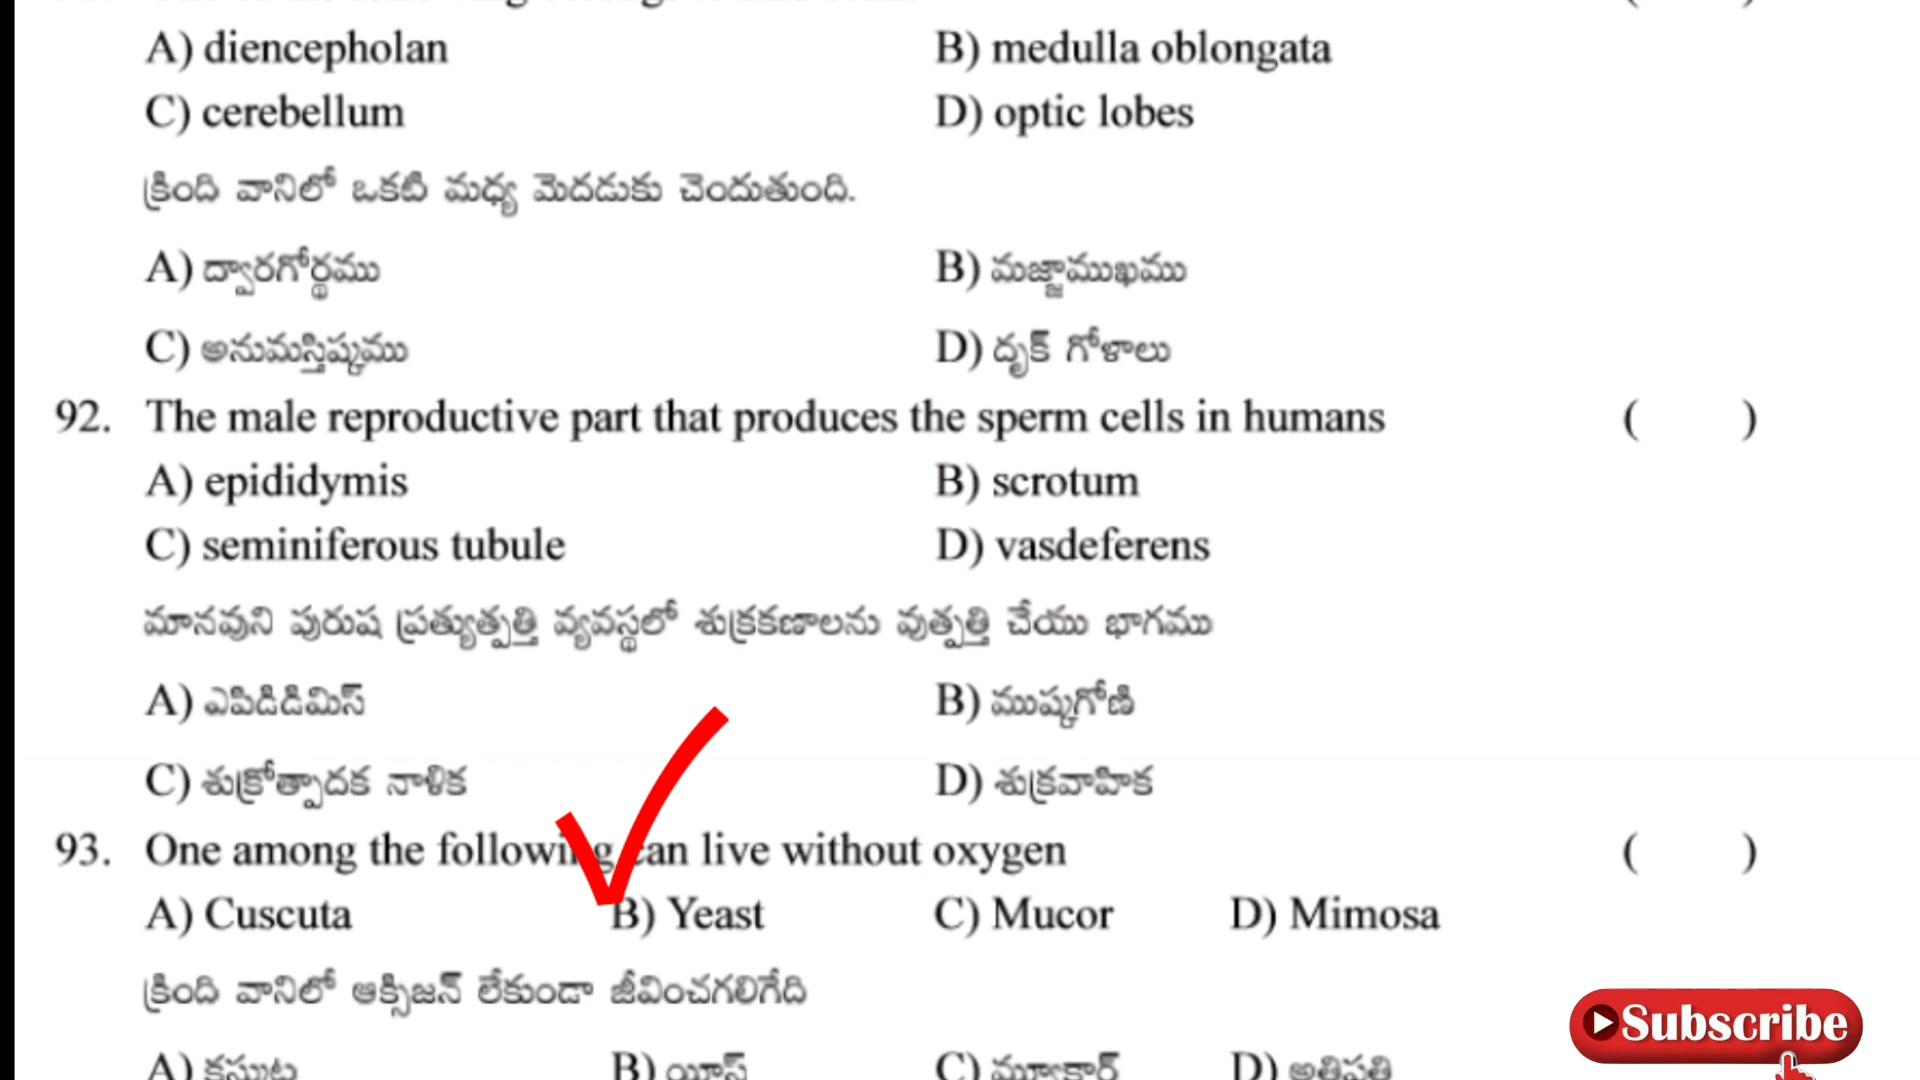 A) diencepholan B) medulla oblongata
C) cerebellum D) optic lobes
క్రింది వానిలో ఒకటి మధ్య మెదడుకు చెందుతుంది.
A) ద్వారగోర్థము B) మజ్జాముఖము
C) అనుమస్తిష్కము D) దృక్ గోళాలు
92. The male reproductive part that produces the sperm cells in humans ( )
A) epididymis B) scrotum
C) seminiferous tubule D) vasdeferens
మానవుని పురుష ప్రత్యుత్పత్తి వ్యవస్థలో శుక్రకణాలను వుత్పత్తి చేయు భాగము
A) ఎపిడిడిమిస్ B) ముష్కగోణి
C) శుక్రోత్పాదక నాళిక D) శుక్రవాహిక
93. One among the following can live without oxygen ( )
A) Cuscuta B) Yeast C) Mucor D) Mimosa
క్రింది వానిలో ఆక్సిజన్ లేకుండా జీవించగలిగేది
A) B) యీస్ట్ C) మ్యూకార్ D) అత్తిపత్తి
Subscribe